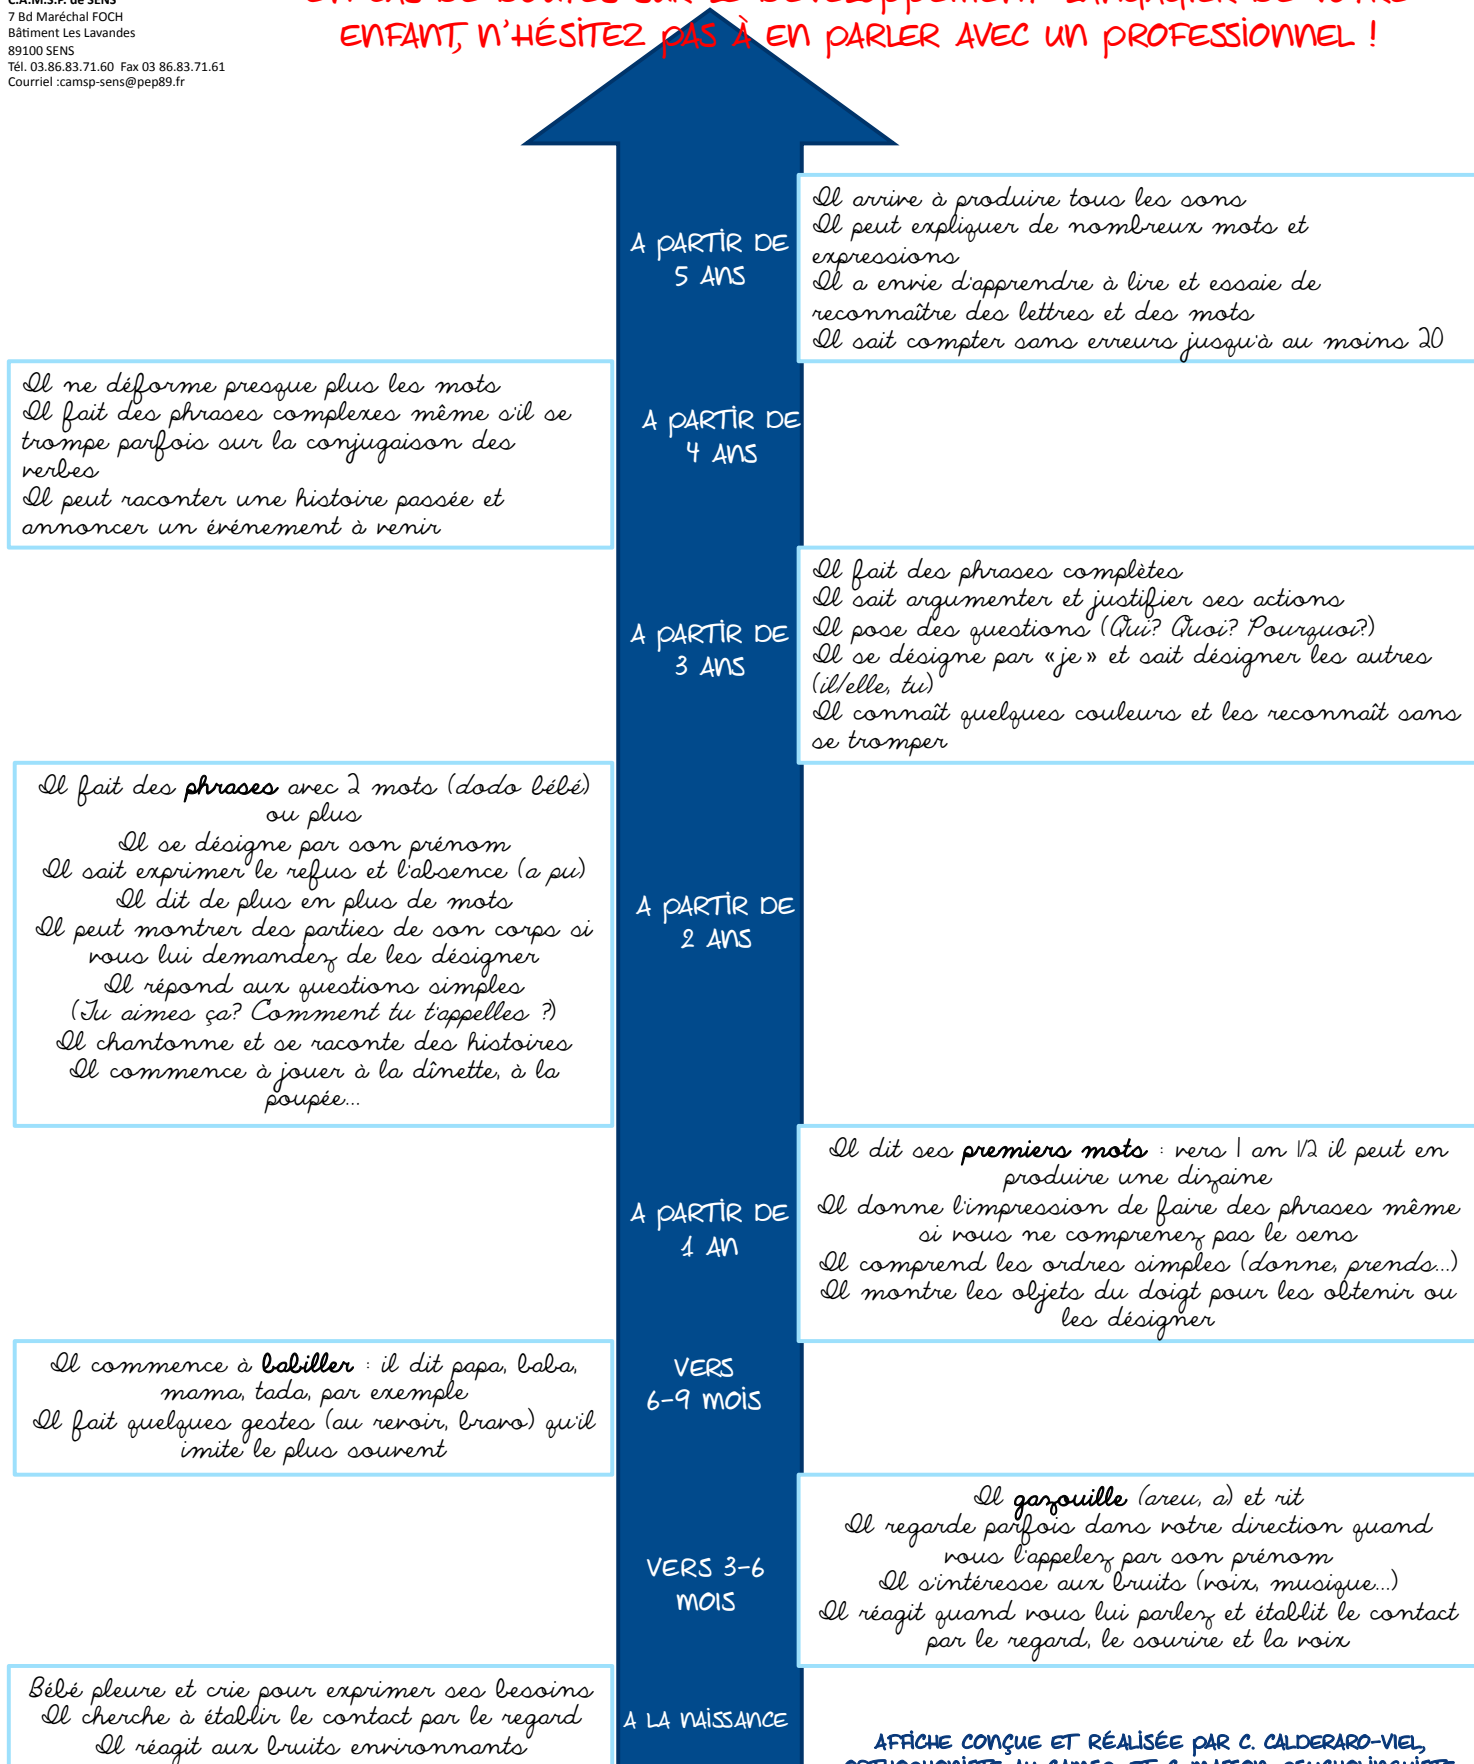 C.A.M.S.P. de SENS
7 Bd Maréchal FOCH
Bâtiment Les Lavandes
89100 SENS
Tél. 03.86.83.71.60 Fax 03 86.83.71.61
Courriel :camsp-sens@pep89.fr
EN CAS DE DOUTES SUR LE DÉVELOPPEMENT LANGAGIER DE VOTRE
ENFANT, N'HÉSITEZ PAS À EN PARLER AVEC UN PROFESSIONNEL !
A PARTIR DE
5 ANS
Il arrive à produire tous les sons
Il peut expliquer de nombreux mots et
expressions
Il a envie d'apprendre à lire et essaie de
reconnaître des lettres et des mots
Il sait compter sans erreurs jusqu'à au moins 20
Il ne déforme presque plus les mots
Il fait des phrases complexes même s'il se
trompe parfois sur la conjugaison des
verbes
Il peut raconter une histoire passée et
annoncer un événement à venir
A PARTIR DE
4 ANS
A PARTIR DE
3 ANS
Il fait des phrases complètes
Il sait argumenter et justifier ses actions
Il pose des questions (Qui? Quoi? Pourquoi?)
Il se désigne par «je» et sait désigner les autres
(il/elle, tu)
Il connaît quelques couleurs et les reconnaît sans
se tromper
Il fait des phrases avec 2 mots (dodo bébé)
ou plus
Il se désigne par son prénom
Il sait exprimer le refus et l'absence (a pu)
Il dit de plus en plus de mots
Il peut montrer des parties de son corps si
vous lui demandez de les désigner
Il répond aux questions simples
(Tu aimes ça? Comment tu t'appelles ?)
Il chantonne et se raconte des histoires
Il commence à jouer à la dînette, à la
poupée...
A PARTIR DE
2 ANS
A PARTIR DE
1 AN
Il dit ses premiers mots : vers 1 an 1/2 il peut en
produire une dizaine
Il donne l'impression de faire des phrases même
si vous ne comprenez pas le sens
Il comprend les ordres simples (donne, prends...)
Il montre les objets du doigt pour les obtenir ou
les désigner
Il commence à babiller : il dit papa, baba,
mama, tada, par exemple
Il fait quelques gestes (au revoir, bravo) qu'il
imite le plus souvent
VERS
6-9 MOIS
VERS 3-6
MOIS
Il gazouille (areu, a) et rit
Il regarde parfois dans votre direction quand
vous l'appelez par son prénom
Il s'intéresse aux bruits (voix, musique...)
Il réagit quand vous lui parlez et établit le contact
par le regard, le sourire et la voix
Bébé pleure et crie pour exprimer ses besoins
Il cherche à établir le contact par le regard
Il réagit aux bruits environnants
A LA NAISSANCE
AFFICHE CONÇUE ET RÉALISÉE PAR C. CALDERARO-VIEL,